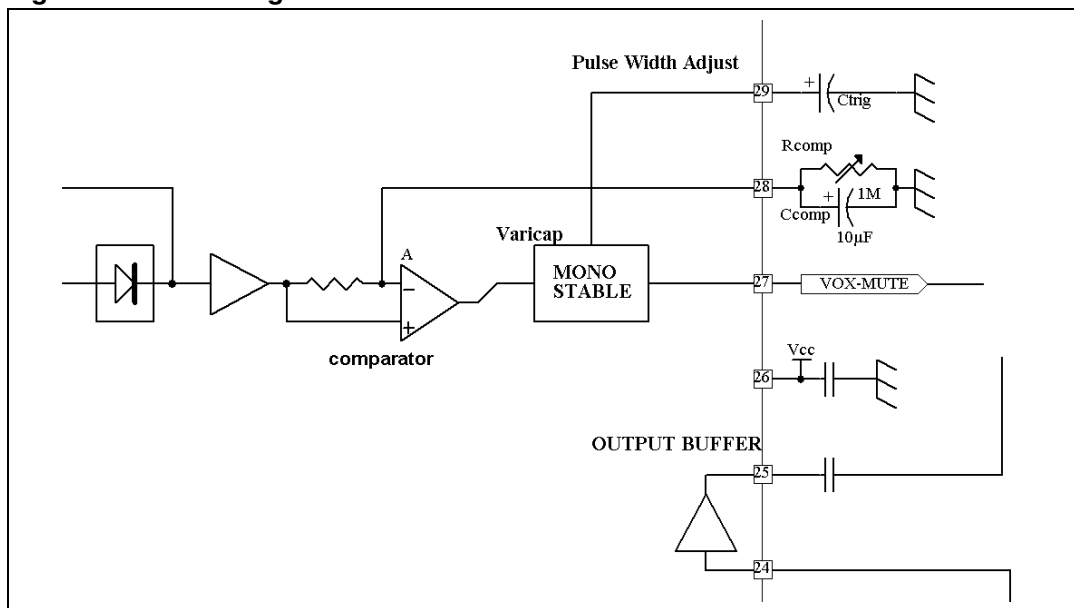 Pulse Width Adjust
29
+
Ctrig
Rcomp
28
+
1M
Ccomp
10µF
Varicap
A
−
+
MONO
STABLE
27
VOX-MUTE
comparator
Vcc
26
OUTPUT BUFFER
25
24